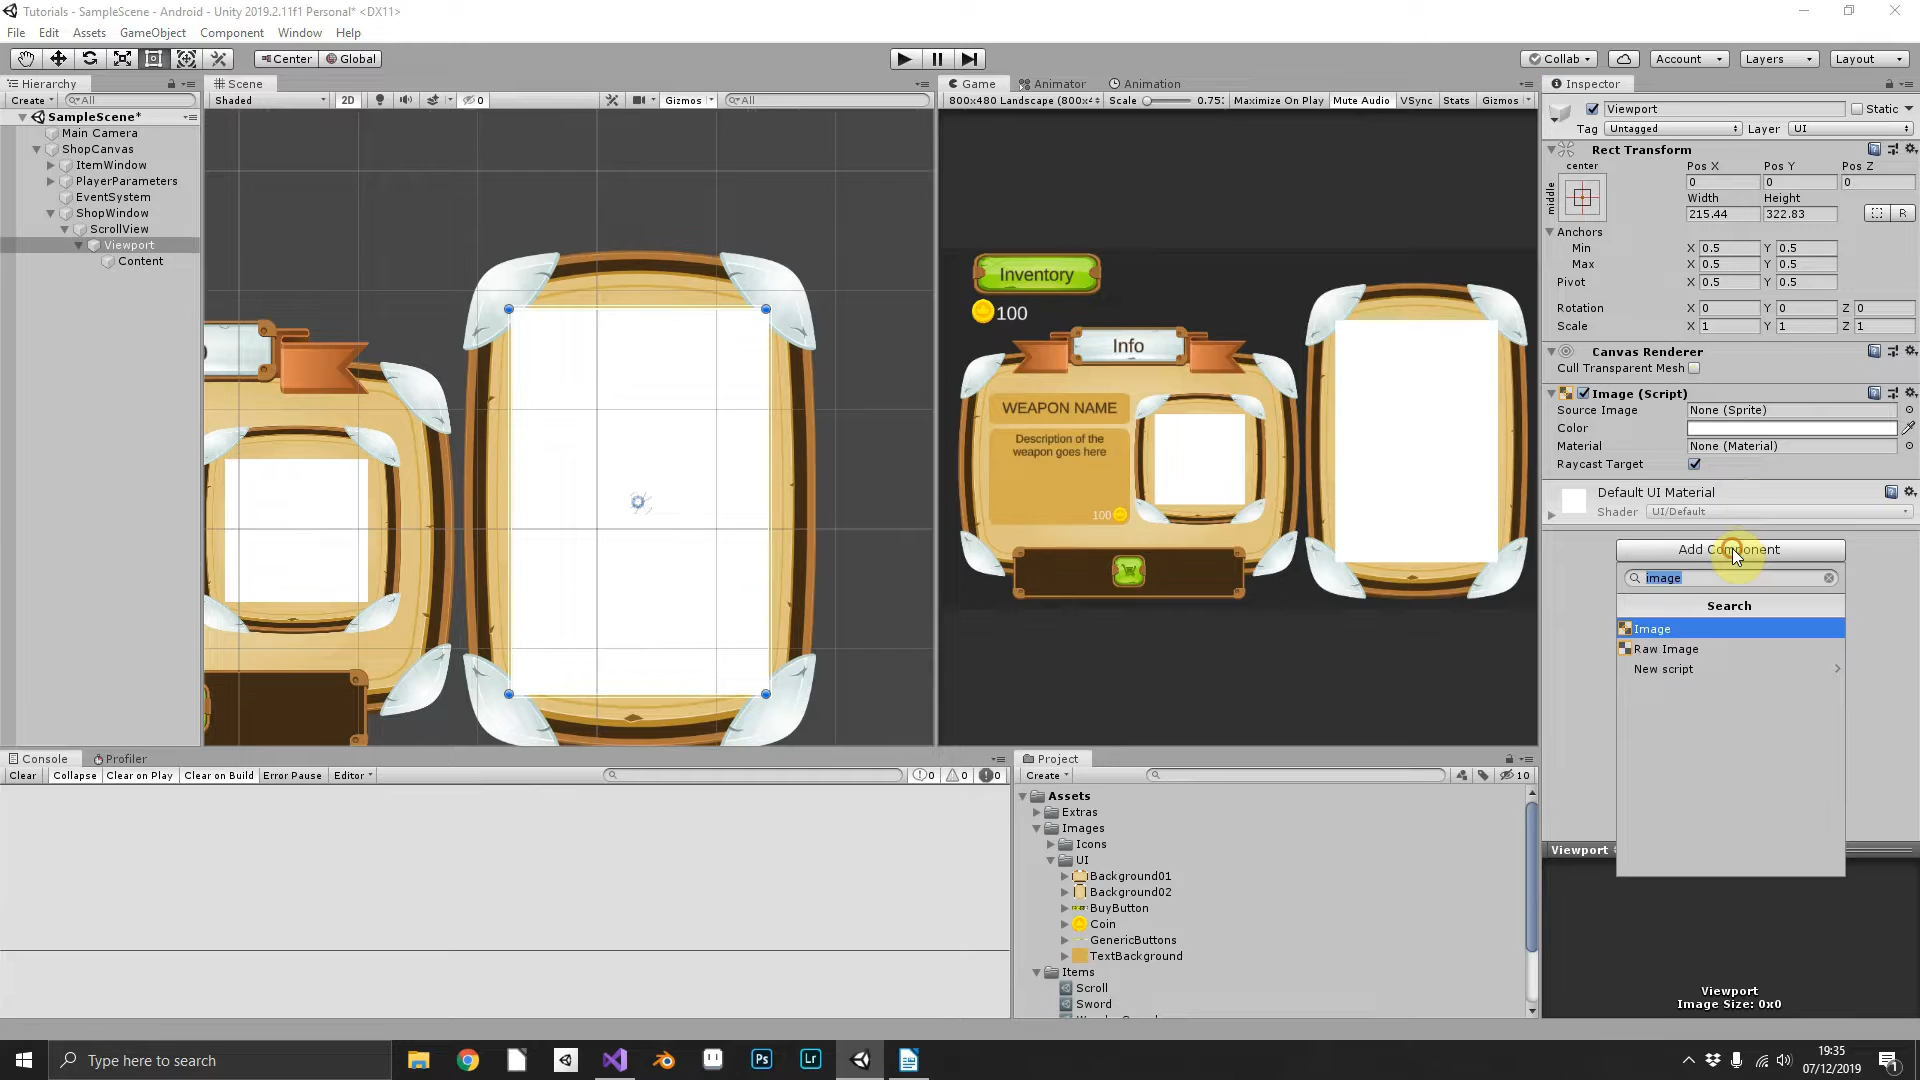 Tutorials - SampleScene - Android - Unity 2019.2.11f1 Personal* <DX11>
File Edit Assets GameObject Component Window Help
Center Global
Collab Account Layers Layout
Hierarchy
Create All
SampleScene*
Main Camera
ShopCanvas
ItemWindow
PlayerParameters
EventSystem
ShopWindow
ScrollView
Viewport
Content
Scene
Shaded 2D 0 Gizmos All
Game Animator Animation
800x480 Landscape (800x4 Scale 0.75 Maximize On Play Mute Audio VSync Stats Gizmos
Inventory
100
Info
WEAPON NAME
Description of the
weapon goes here
100
Inspector
Viewport Static
Tag Untagged Layer UI
Rect Transform
center Pos X Pos Y Pos Z
middle
0 0 0
Width Height
215.44 322.83 R
Anchors
Min X 0.5 Y 0.5
Max X 0.5 Y 0.5
Pivot X 0.5 Y 0.5
Rotation X 0 Y 0 Z 0
Scale X 1 Y 1 Z 1
Canvas Renderer
Cull Transparent Mesh
Image (Script)
Source Image None (Sprite)
Color
Material None (Material)
Raycast Target
Default UI Material
Shader UI/Default
Add Component
image
Search
Image
Raw Image
New script
Viewport
Viewport
Image Size: 0x0
Console Profiler
Clear Collapse Clear on Play Clear on Build Error Pause Editor 0 0 0
Project
Create 10
Assets
Extras
Images
Icons
UI
Background01
Background02
BuyButton
Coin
GenericButtons
TextBackground
Items
Scroll
Sword
Type here to search
Ps Lr
19:35
07/12/2019
1